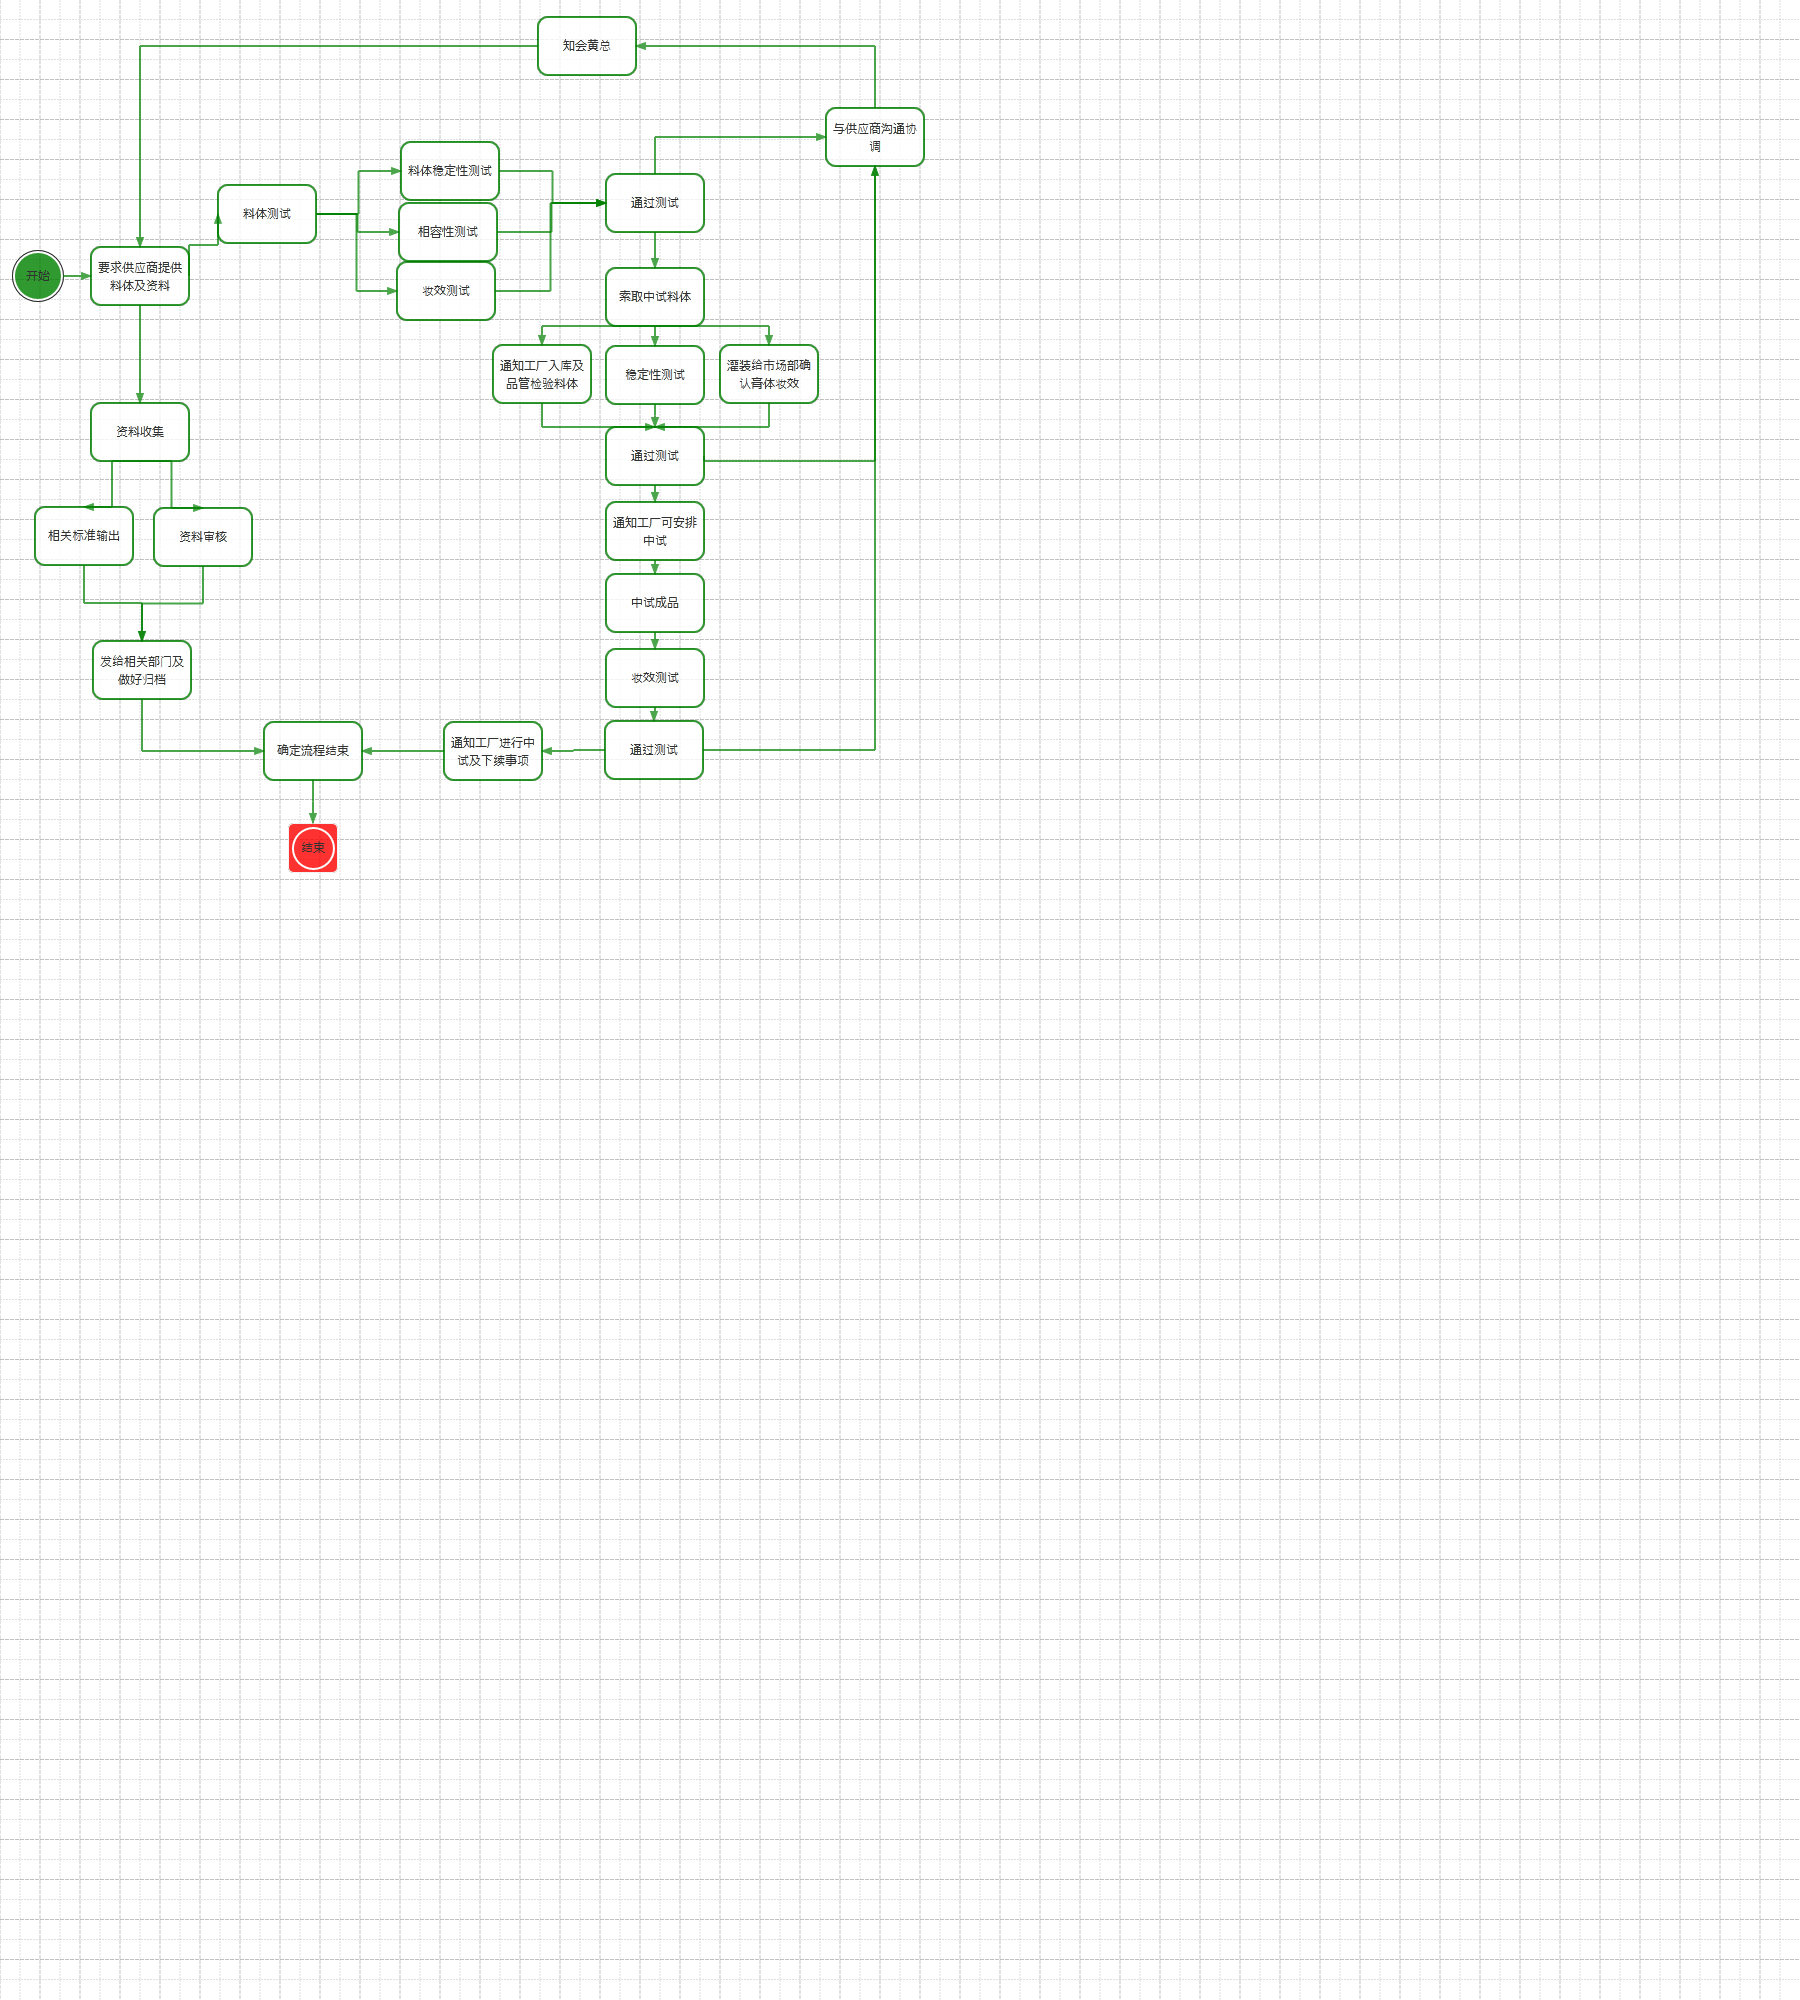 知会黄总
与供应商沟通协
调
料体稳定性测试
料体测试
通过测试
相容性测试
开始
要求供应商提供
料体及资料
妆效测试
索取中试料体
通知工厂入库及
品管检验料体
稳定性测试
灌装给市场部确
认膏体妆效
资料收集
通过测试
相关标准输出
资料审核
通知工厂可安排
中试
中试成品
发给相关部门及
做好归档
妆效测试
确定流程结束
通知工厂进行中
试及下续事项
通过测试
结束